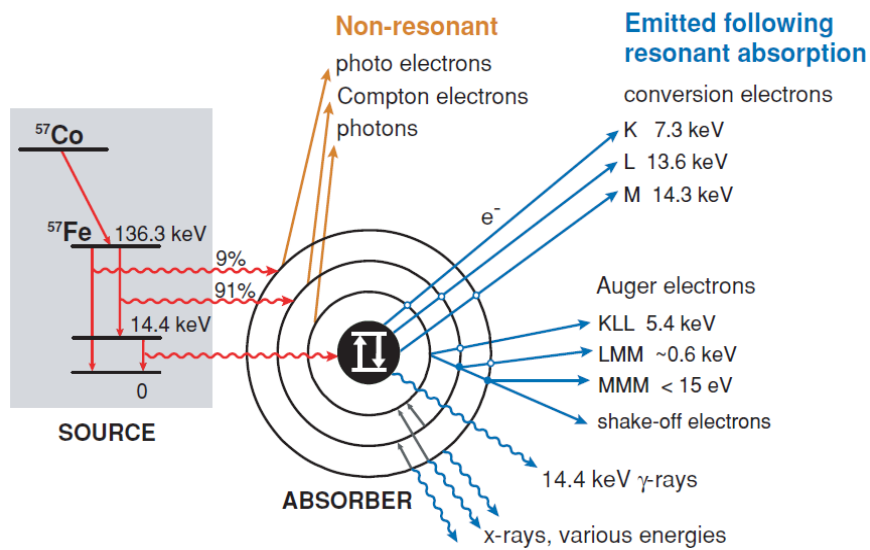 Non-resonant
photo electrons
Compton electrons
photons
Emitted following
resonant absorption
conversion electrons
K 7.3 keV
L 13.6 keV
M 14.3 keV
e⁻
⁵⁷Co
⁵⁷Fe 136.3 keV
9%
91%
14.4 keV
0
SOURCE
ABSORBER
Auger electrons
KLL 5.4 keV
LMM ~0.6 keV
MMM < 15 eV
shake-off electrons
14.4 keV γ-rays
x-rays, various energies